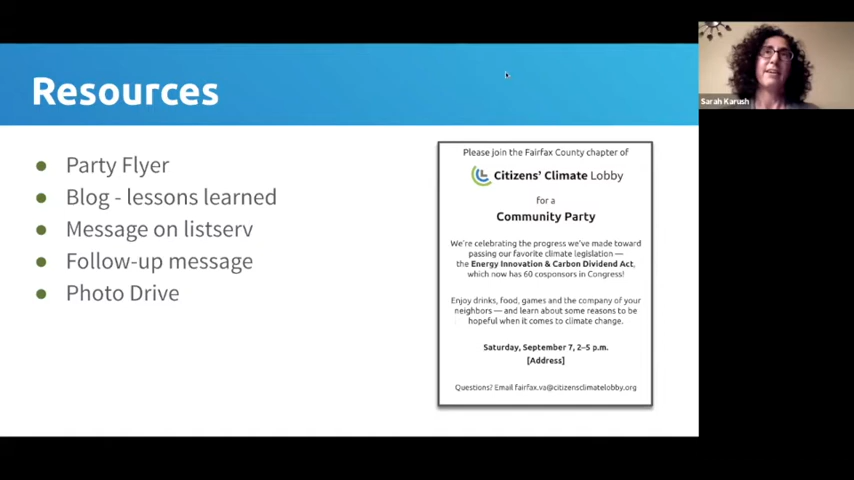 Resources
Sarah Karush
● Party Flyer
● Blog - lessons learned
● Message on listserv
● Follow-up message
● Photo Drive
Please join the Fairfax County chapter of
Citizens' Climate Lobby
for a
Community Party
We're celebrating the progress we've made toward
passing our favorite climate legislation —
the Energy Innovation & Carbon Dividend Act,
which now has 60 cosponsors in Congress!
Enjoy drinks, food, games and the company of your
neighbors — and learn about some reasons to be
hopeful when it comes to climate change.
Saturday, September 7, 2–5 p.m.
[Address]
Questions? Email fairfax.va@citizensclimatelobby.org